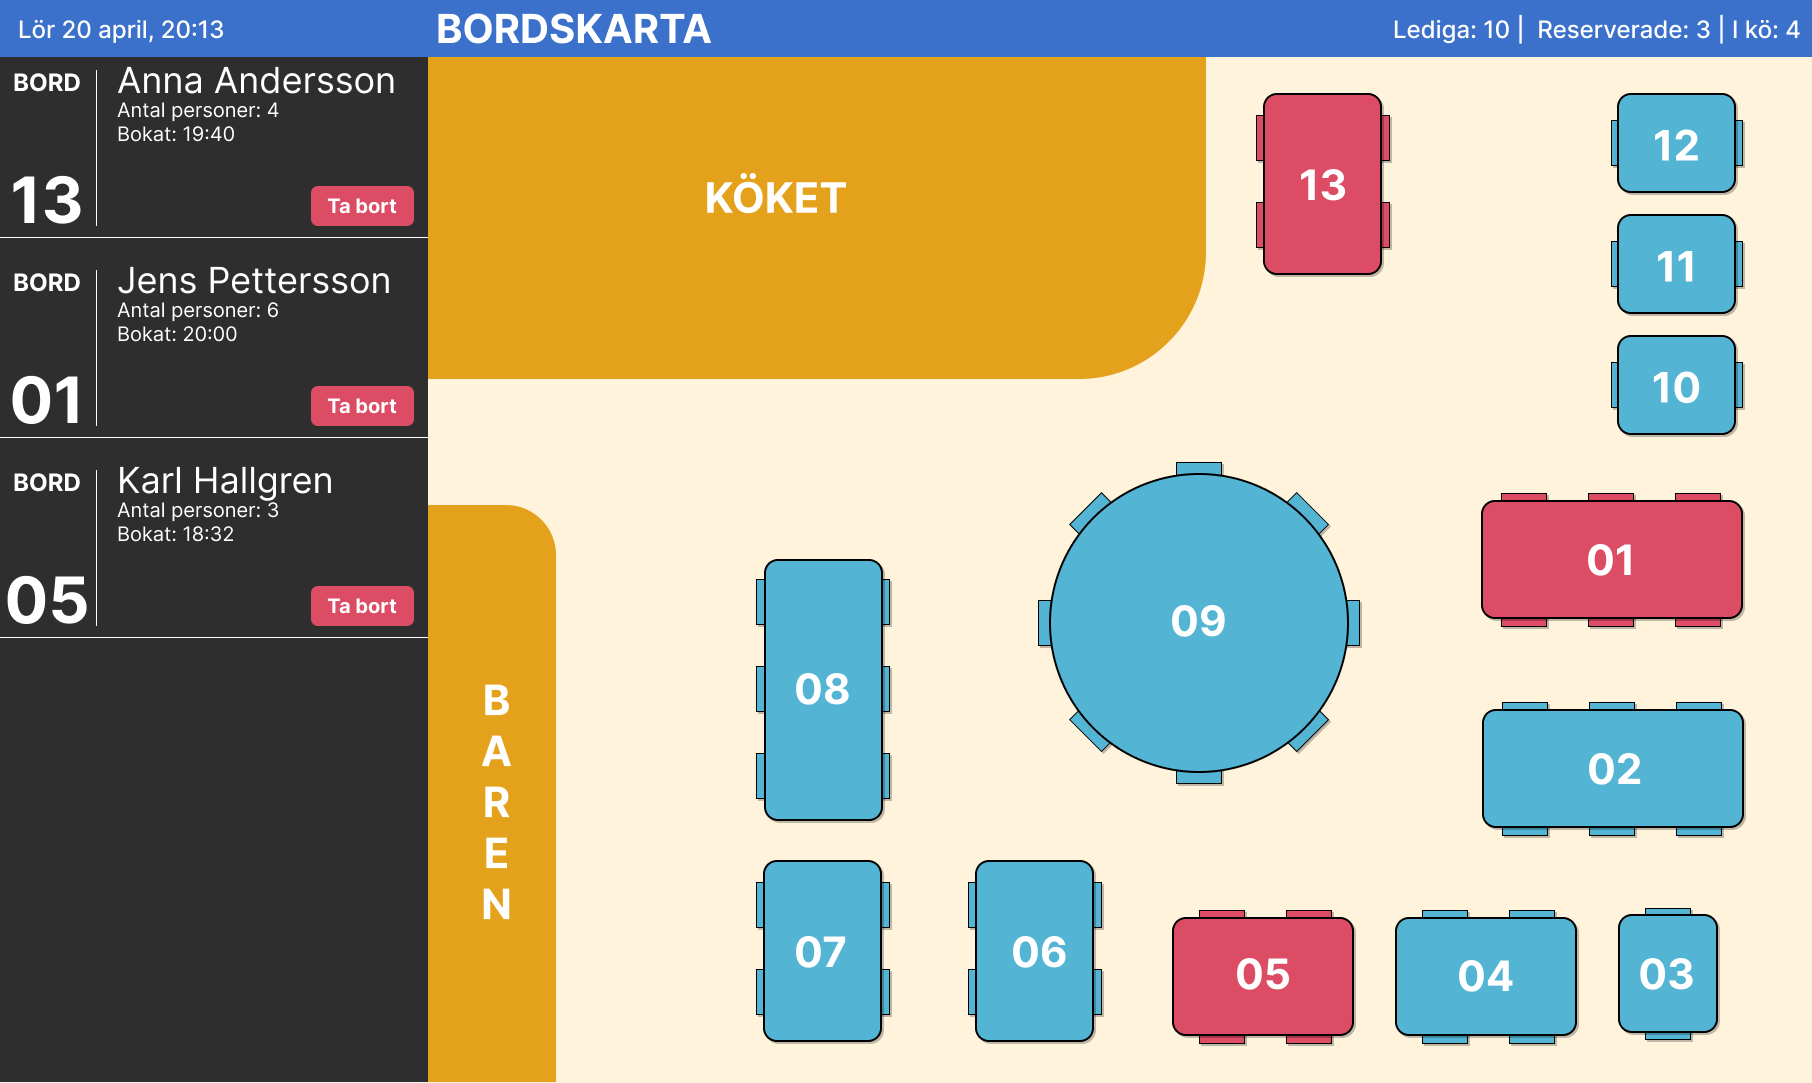 Lör 20 april, 20:13
BORDSKARTA
Lediga: 10 | Reserverade: 3 | I kö: 4
BORD
Anna Andersson
Antal personer: 4
Bokat: 19:40
13
Ta bort
BORD
Jens Pettersson
Antal personer: 6
Bokat: 20:00
01
Ta bort
BORD
Karl Hallgren
Antal personer: 3
Bokat: 18:32
05
Ta bort
KÖKET
BAREN
13
12
11
10
09
01
08
02
07
06
05
04
03